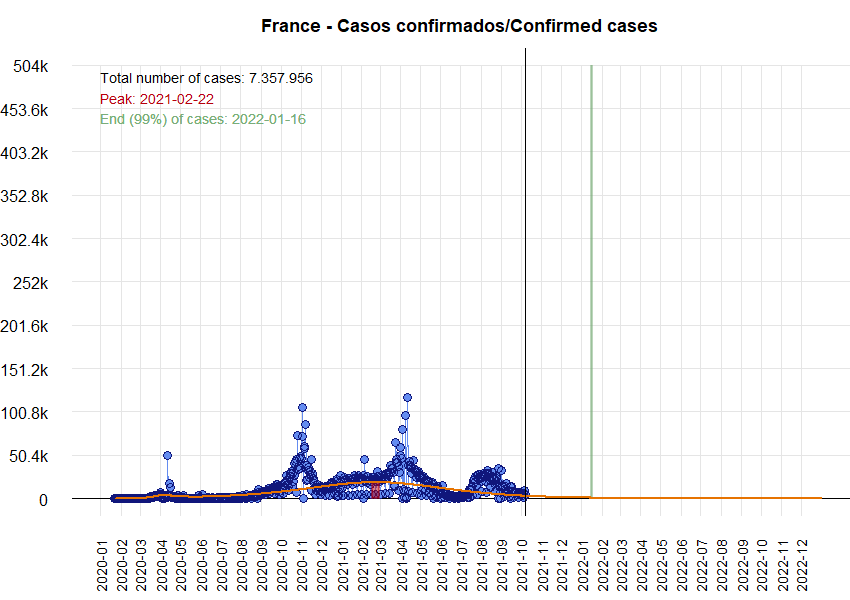 France - Casos confirmados/Confirmed cases
504k
Total number of cases: 7.357.956
Peak: 2021-02-22
End (99%) of cases: 2022-01-16
453.6k
403.2k
352.8k
302.4k
252k
201.6k
151.2k
100.8k
50.4k
0
2020-01
2020-02
2020-03
2020-04
2020-05
2020-06
2020-07
2020-08
2020-09
2020-10
2020-11
2020-12
2021-01
2021-02
2021-03
2021-04
2021-05
2021-06
2021-07
2021-08
2021-09
2021-10
2021-11
2021-12
2022-01
2022-02
2022-03
2022-04
2022-05
2022-06
2022-07
2022-08
2022-09
2022-10
2022-11
2022-12